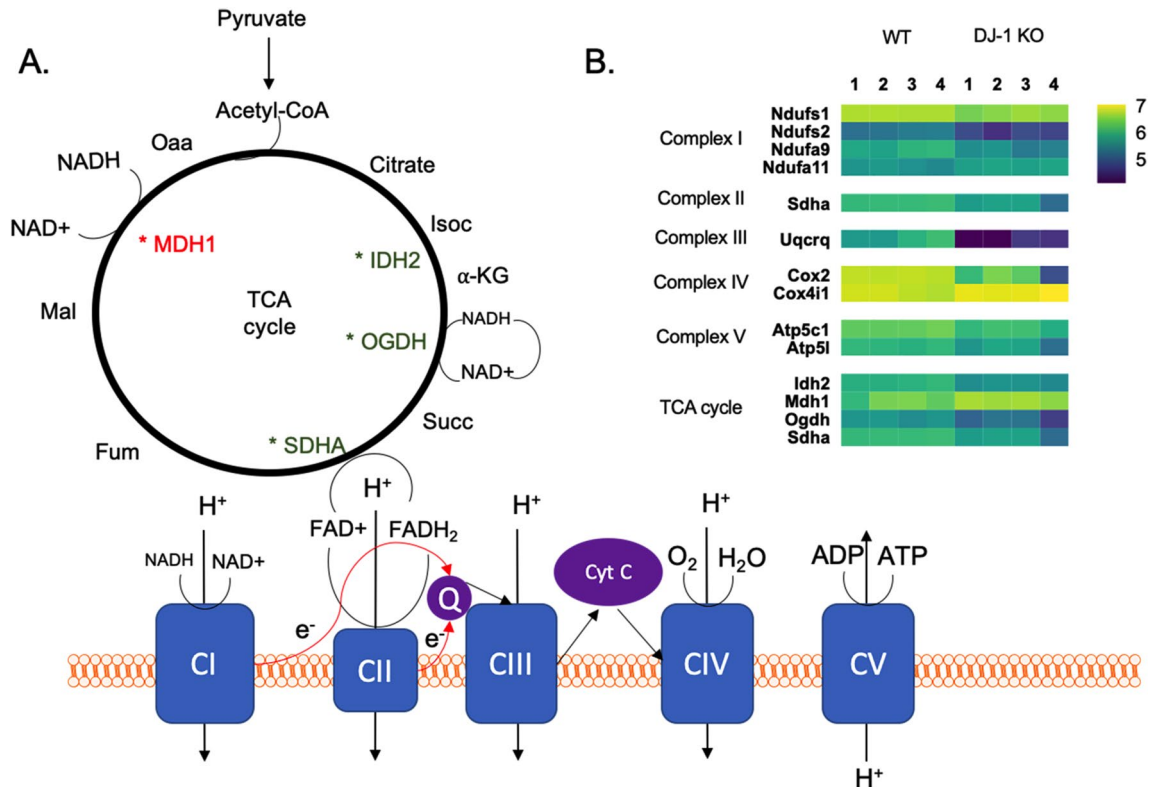 A.
Pyruvate
Acetyl-CoA
Oaa
Citrate
NADH
NAD+
Isoc
* MDH1
* IDH2
α-KG
Mal
TCA
cycle
NADH
* OGDH
NAD+
Succ
* SDHA
Fum
H⁺
H⁺
H⁺
H⁺
NADH
NAD+
FAD+
FADH₂
O₂
H₂O
ADP
ATP
Q
Cyt C
e⁻
e⁻
CI
CII
CIII
CIV
CV
H⁺
B.
WT
DJ-1 KO
1 2 3 4 1 2 3 4
Complex I
Ndufs1
Ndufs2
Ndufa9
Ndufa11
Complex II
Sdha
Complex III
Uqcrq
Complex IV
Cox2
Cox4i1
Complex V
Atp5c1
Atp5l
TCA cycle
Idh2
Mdh1
Ogdh
Sdha
7
6
5